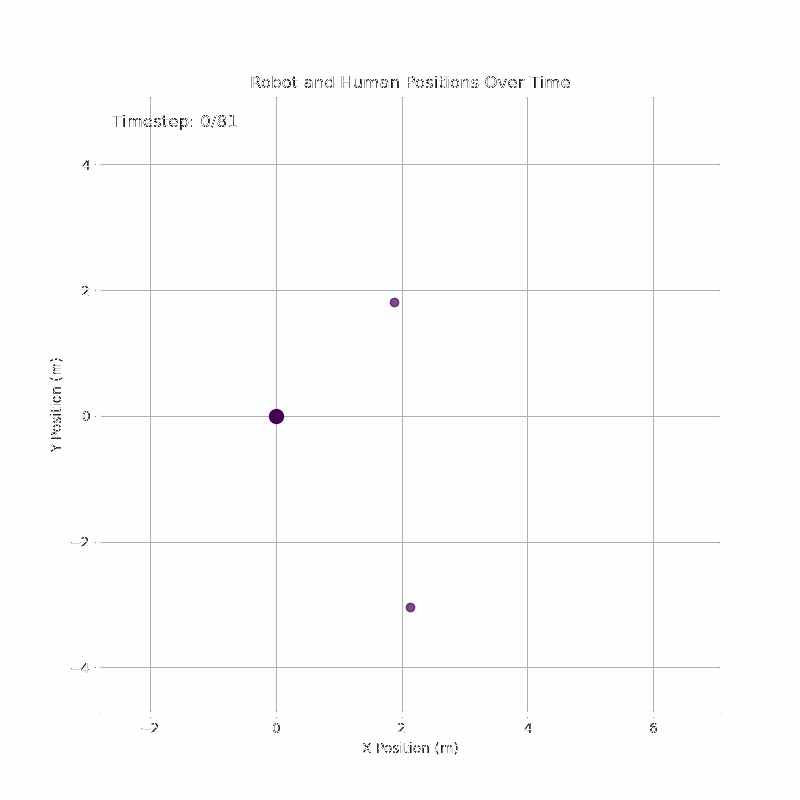 Robot and Human Positions Over Time
Timestep: 0/81
4
2
0
−2
−4
Y Position (m)
−2
0
2
4
6
X Position (m)